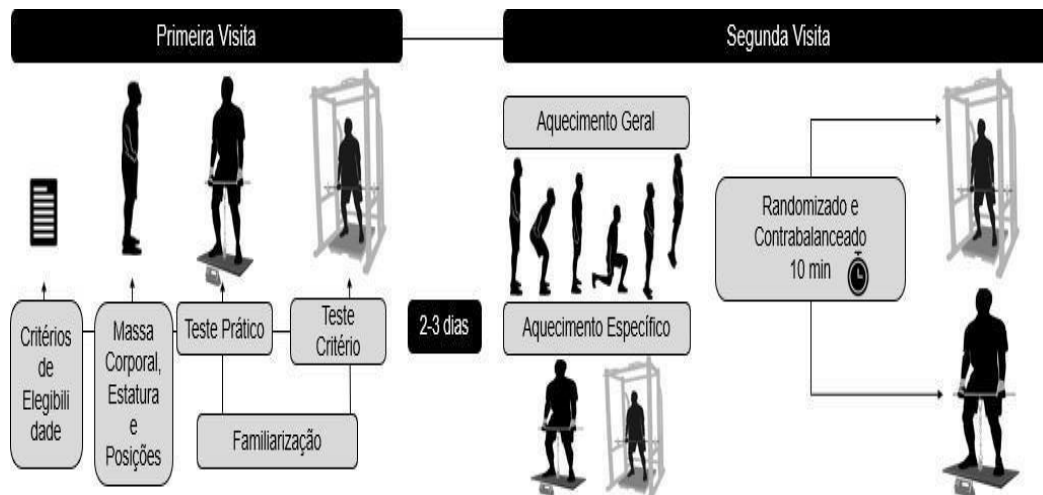 Primeira Visita
Segunda Visita
Aquecimento Geral
Randomizado e
Contrabalanceado
10 min
Critérios
de
Elegibili
dade
Massa
Corporal,
Estatura
e
Posições
Teste Prático
Teste
Critério
Familiarização
2-3 dias
Aquecimento Específico